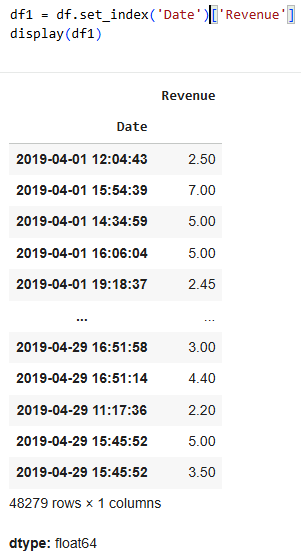 df1 = df.set_index('Date')['Revenue']
display(df1)
Revenue
Date
2019-04-01 12:04:43 2.50
2019-04-01 15:54:39 7.00
2019-04-01 14:34:59 5.00
2019-04-01 16:06:04 5.00
2019-04-01 19:18:37 2.45
... ...
2019-04-29 16:51:58 3.00
2019-04-29 16:51:14 4.40
2019-04-29 11:17:36 2.20
2019-04-29 15:45:52 5.00
2019-04-29 15:45:52 3.50
48279 rows × 1 columns
dtype: float64